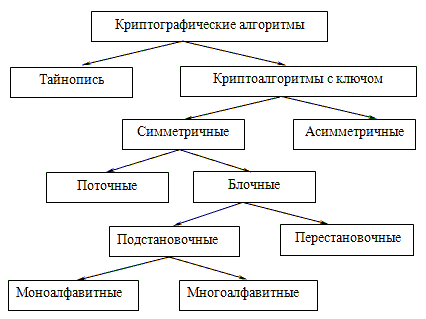 Криптографические алгоритмы
Тайнопись
Криптоалгоритмы с ключом
Симметричные
Асимметричные
Поточные
Блочные
Подстановочные
Перестановочные
Моноалфавитные
Многоалфавитные